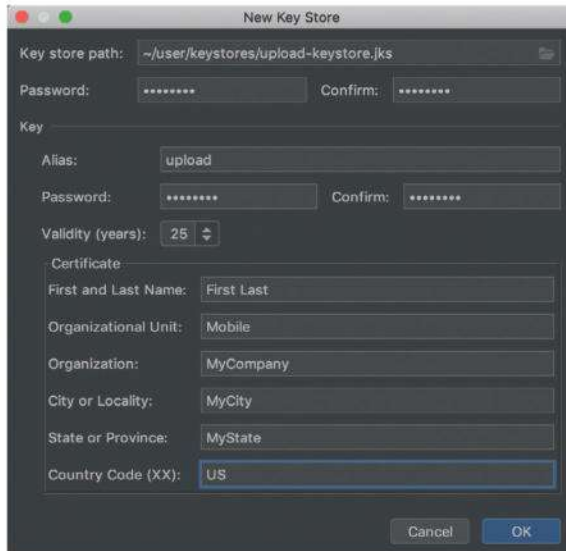 New Key Store
Key store path: ~/user/keystores/upload-keystore.jks
Password: •••••••• Confirm: ••••••••
Key
Alias: upload
Password: •••••••• Confirm: ••••••••
Validity (years): 25
Certificate
First and Last Name: First Last
Organizational Unit: Mobile
Organization: MyCompany
City or Locality: MyCity
State or Province: MyState
Country Code (XX): US
Cancel OK